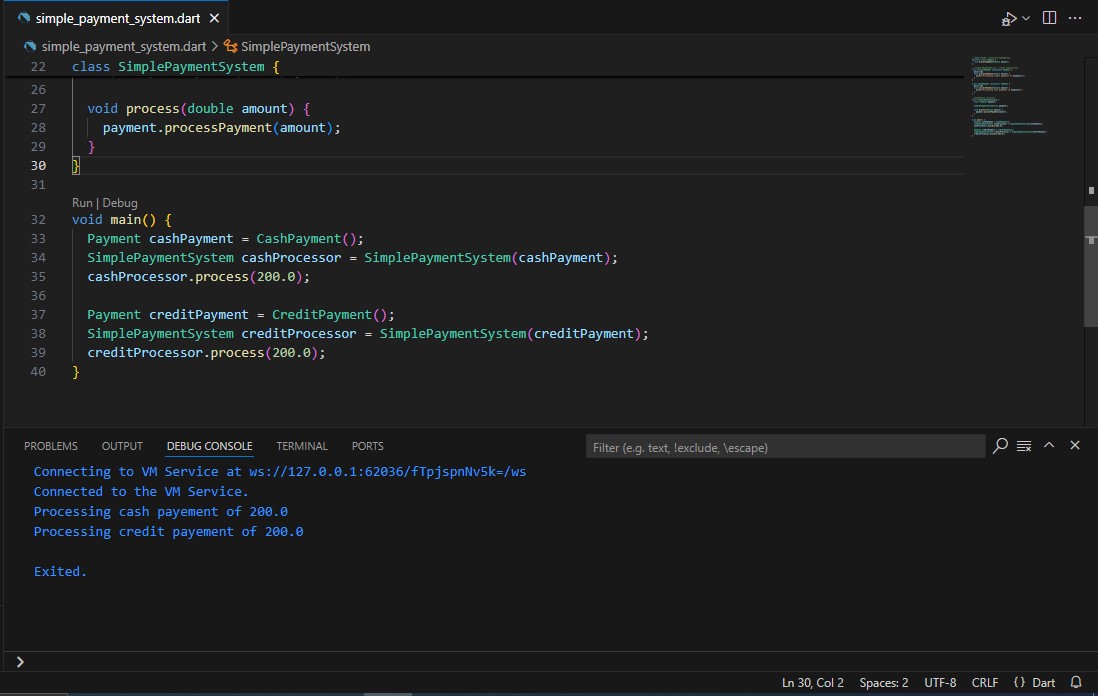 simple_payment_system.dart
simple_payment_system.dart > SimplePaymentSystem
22 class SimplePaymentSystem {
26
27 void process(double amount) {
28 payment.processPayment(amount);
29 }
30 }
31
Run | Debug
32 void main() {
33 Payment cashPayment = CashPayment();
34 SimplePaymentSystem cashProcessor = SimplePaymentSystem(cashPayment);
35 cashProcessor.process(200.0);
36
37 Payment creditPayment = CreditPayment();
38 SimplePaymentSystem creditProcessor = SimplePaymentSystem(creditPayment);
39 creditProcessor.process(200.0);
40 }
PROBLEMS OUTPUT DEBUG CONSOLE TERMINAL PORTS Filter (e.g. text, !exclude, \escape)
Connecting to VM Service at ws://127.0.0.1:62036/fTpjspnNv5k=/ws
Connected to the VM Service.
Processing cash payement of 200.0
Processing credit payement of 200.0
Exited.
Ln 30, Col 2 Spaces: 2 UTF-8 CRLF {} Dart